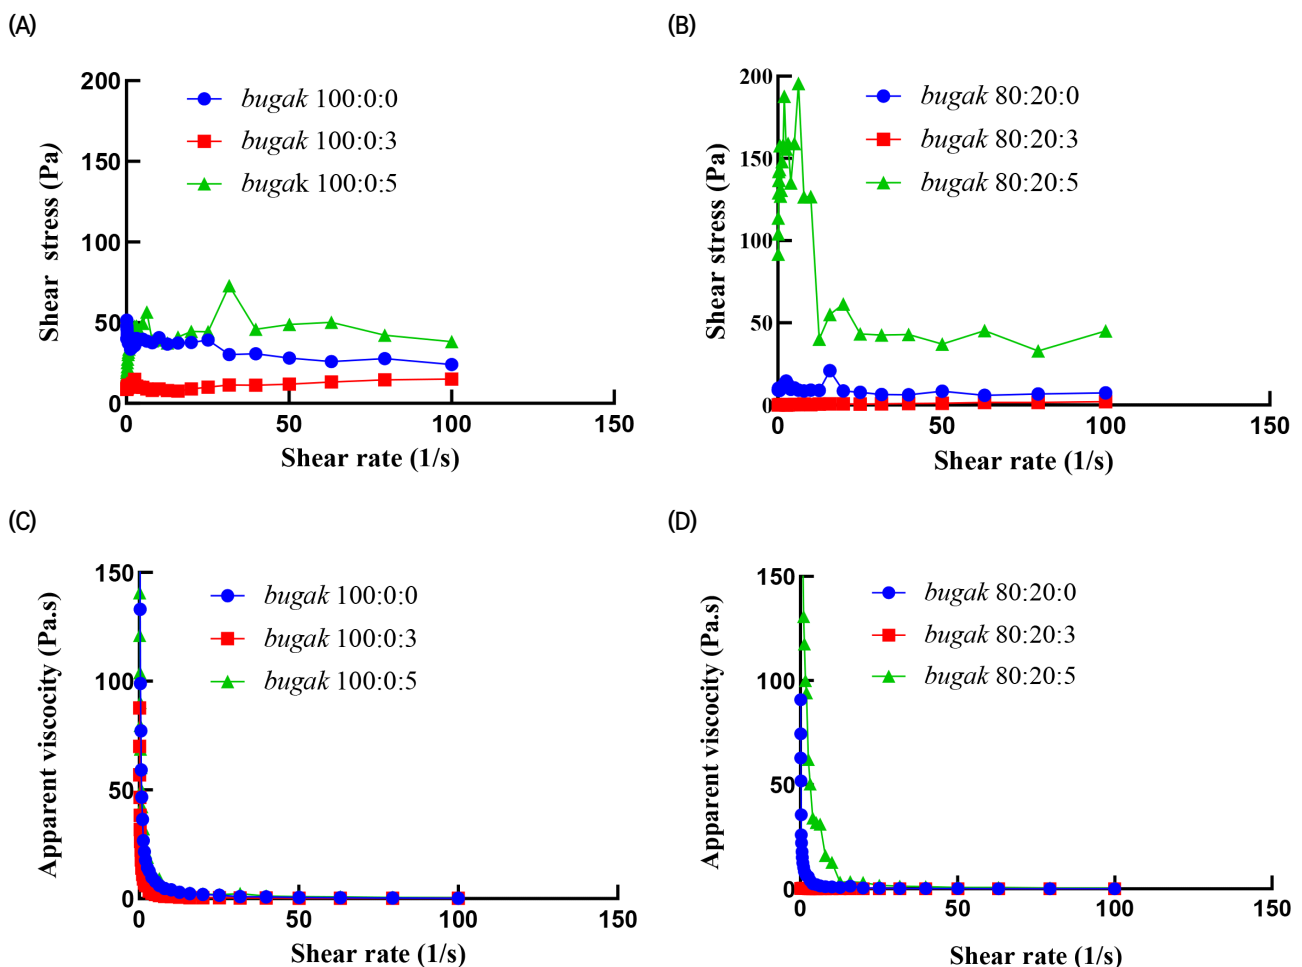 (A)
200
150
100
50
0
0 50 100 150
Shear stress (Pa)
Shear rate (1/s)
bugak 100:0:0
bugak 100:0:3
bugak 100:0:5
(B)
200
150
100
50
0
0 50 100 150
Shear stress (Pa)
Shear rate (1/s)
bugak 80:20:0
bugak 80:20:3
bugak 80:20:5
(C)
150
100
50
0
0 50 100 150
Apparent viscocity (Pa.s)
Shear rate (1/s)
bugak 100:0:0
bugak 100:0:3
bugak 100:0:5
(D)
150
100
50
0
0 50 100 150
Apparent viscocity (Pa.s)
Shear rate (1/s)
bugak 80:20:0
bugak 80:20:3
bugak 80:20:5